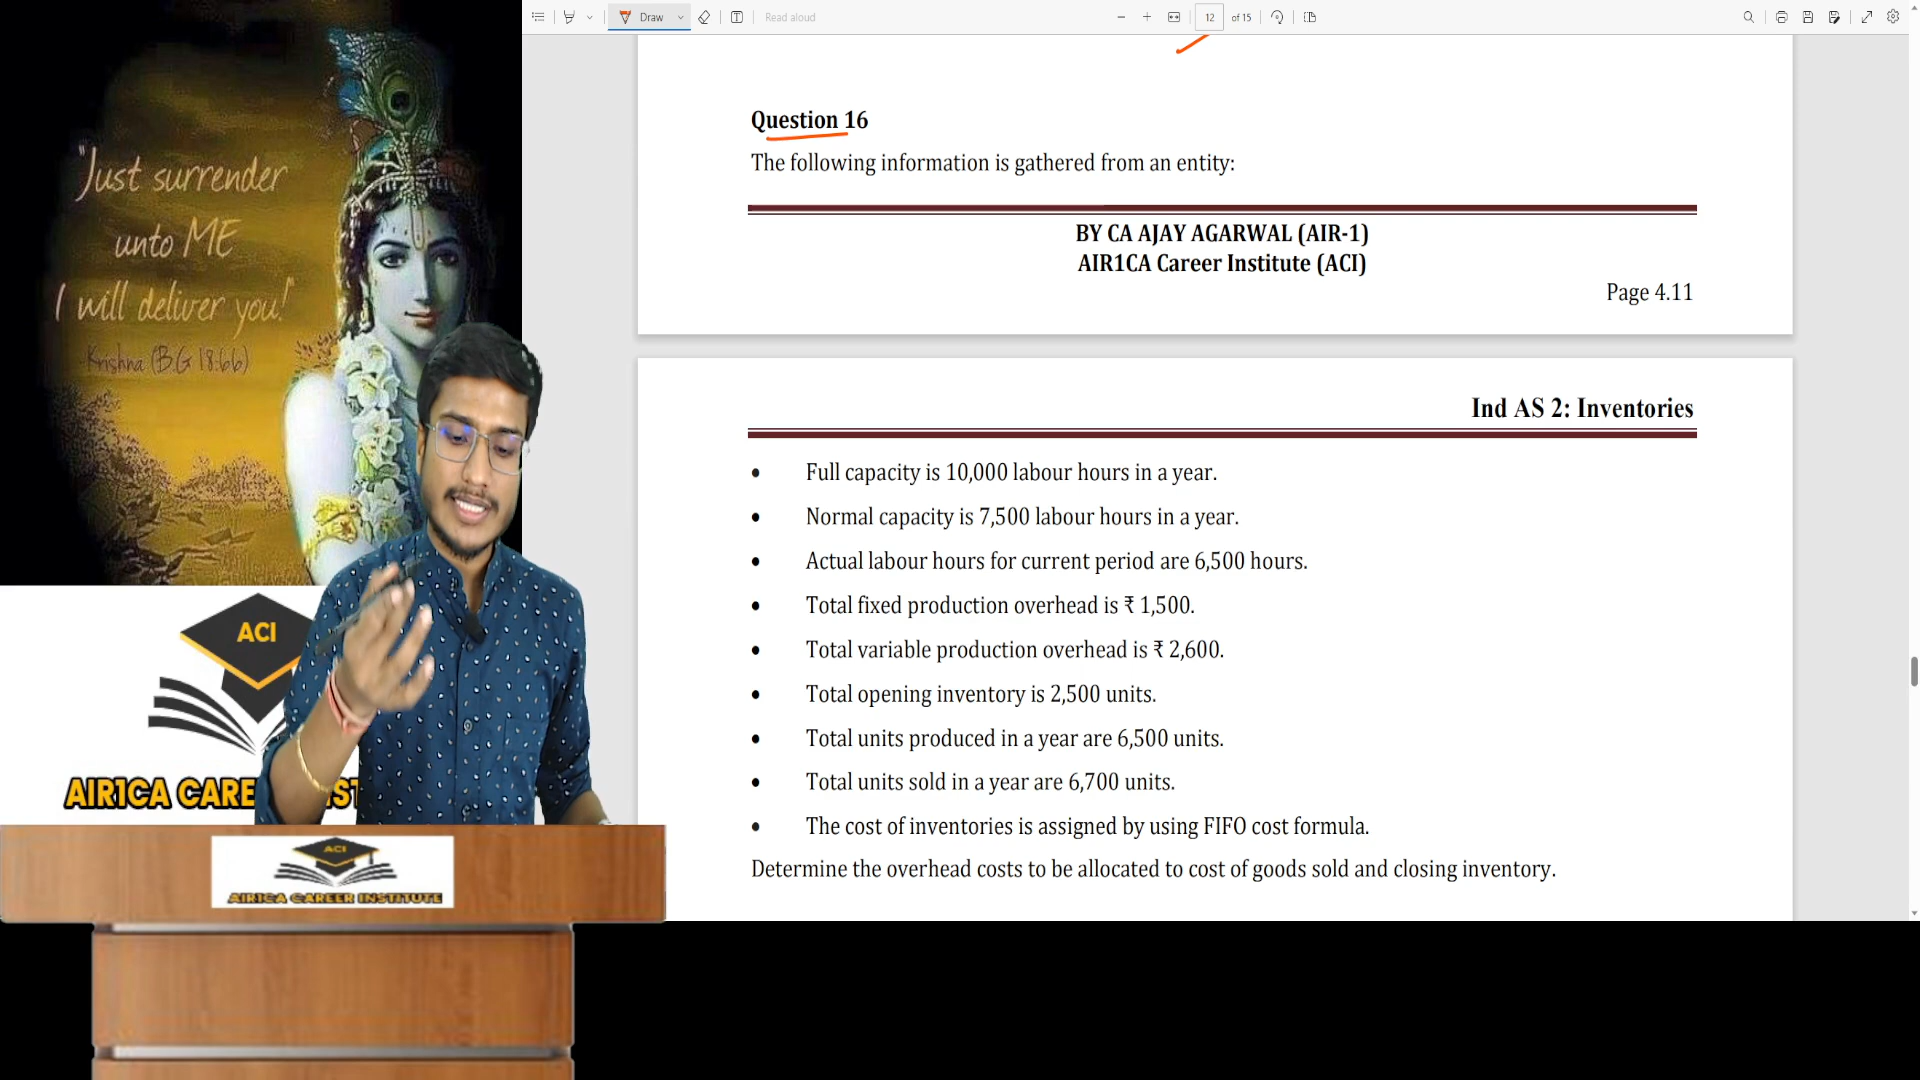 Draw
Read aloud
12
of 15
"Just surrender
unto ME
I will deliver you!"
Krishna (B.G 18:66)
Question 16
The following information is gathered from an entity:
BY CA AJAY AGARWAL (AIR-1)
AIR1CA Career Institute (ACI)
Page 4.11
Ind AS 2: Inventories
• Full capacity is 10,000 labour hours in a year.
• Normal capacity is 7,500 labour hours in a year.
• Actual labour hours for current period are 6,500 hours.
• Total fixed production overhead is ₹ 1,500.
• Total variable production overhead is ₹ 2,600.
• Total opening inventory is 2,500 units.
• Total units produced in a year are 6,500 units.
• Total units sold in a year are 6,700 units.
• The cost of inventories is assigned by using FIFO cost formula.
Determine the overhead costs to be allocated to cost of goods sold and closing inventory.
ACI
AIR1CA
ACI
AIR1CA CAREER INSTITUTE